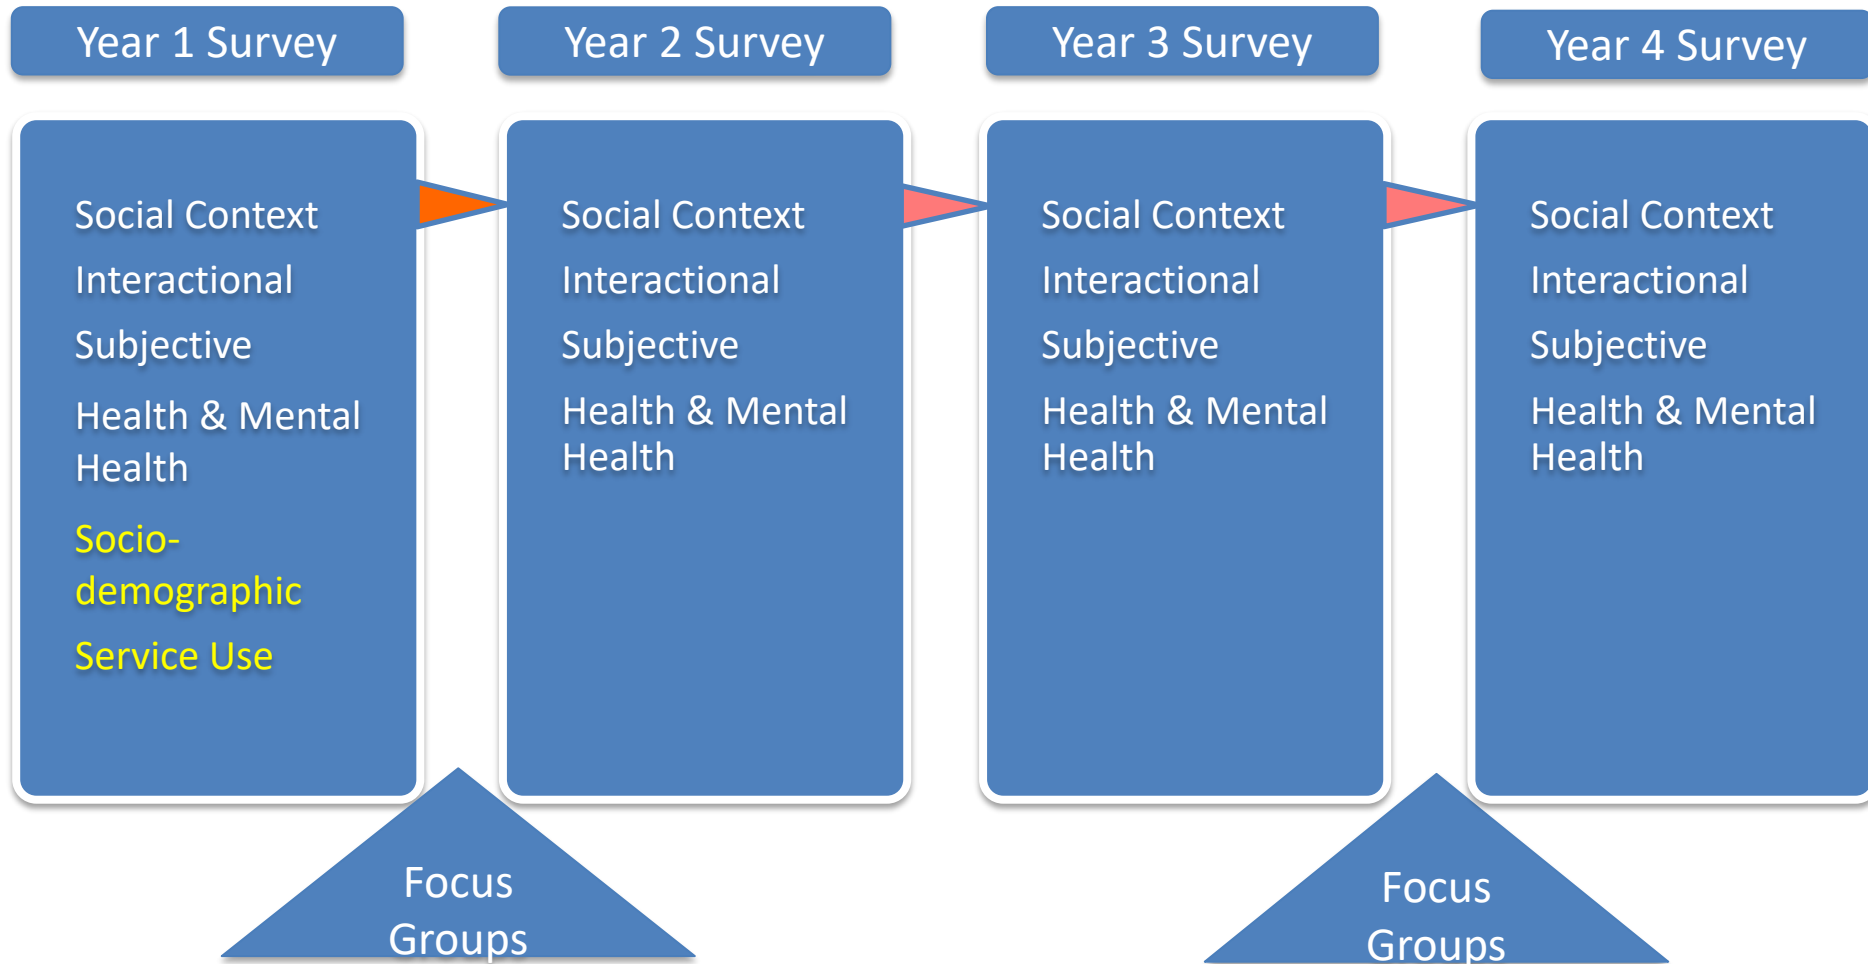 Year 1 Survey
Year 2 Survey
Year 3 Survey
Year 4 Survey
Social Context
Interactional
Subjective
Health & Mental
Health
Socio-
demographic
Service Use
Social Context
Interactional
Subjective
Health & Mental
Health
Social Context
Interactional
Subjective
Health & Mental
Health
Social Context
Interactional
Subjective
Health & Mental
Health
Focus
Groups
Focus
Groups